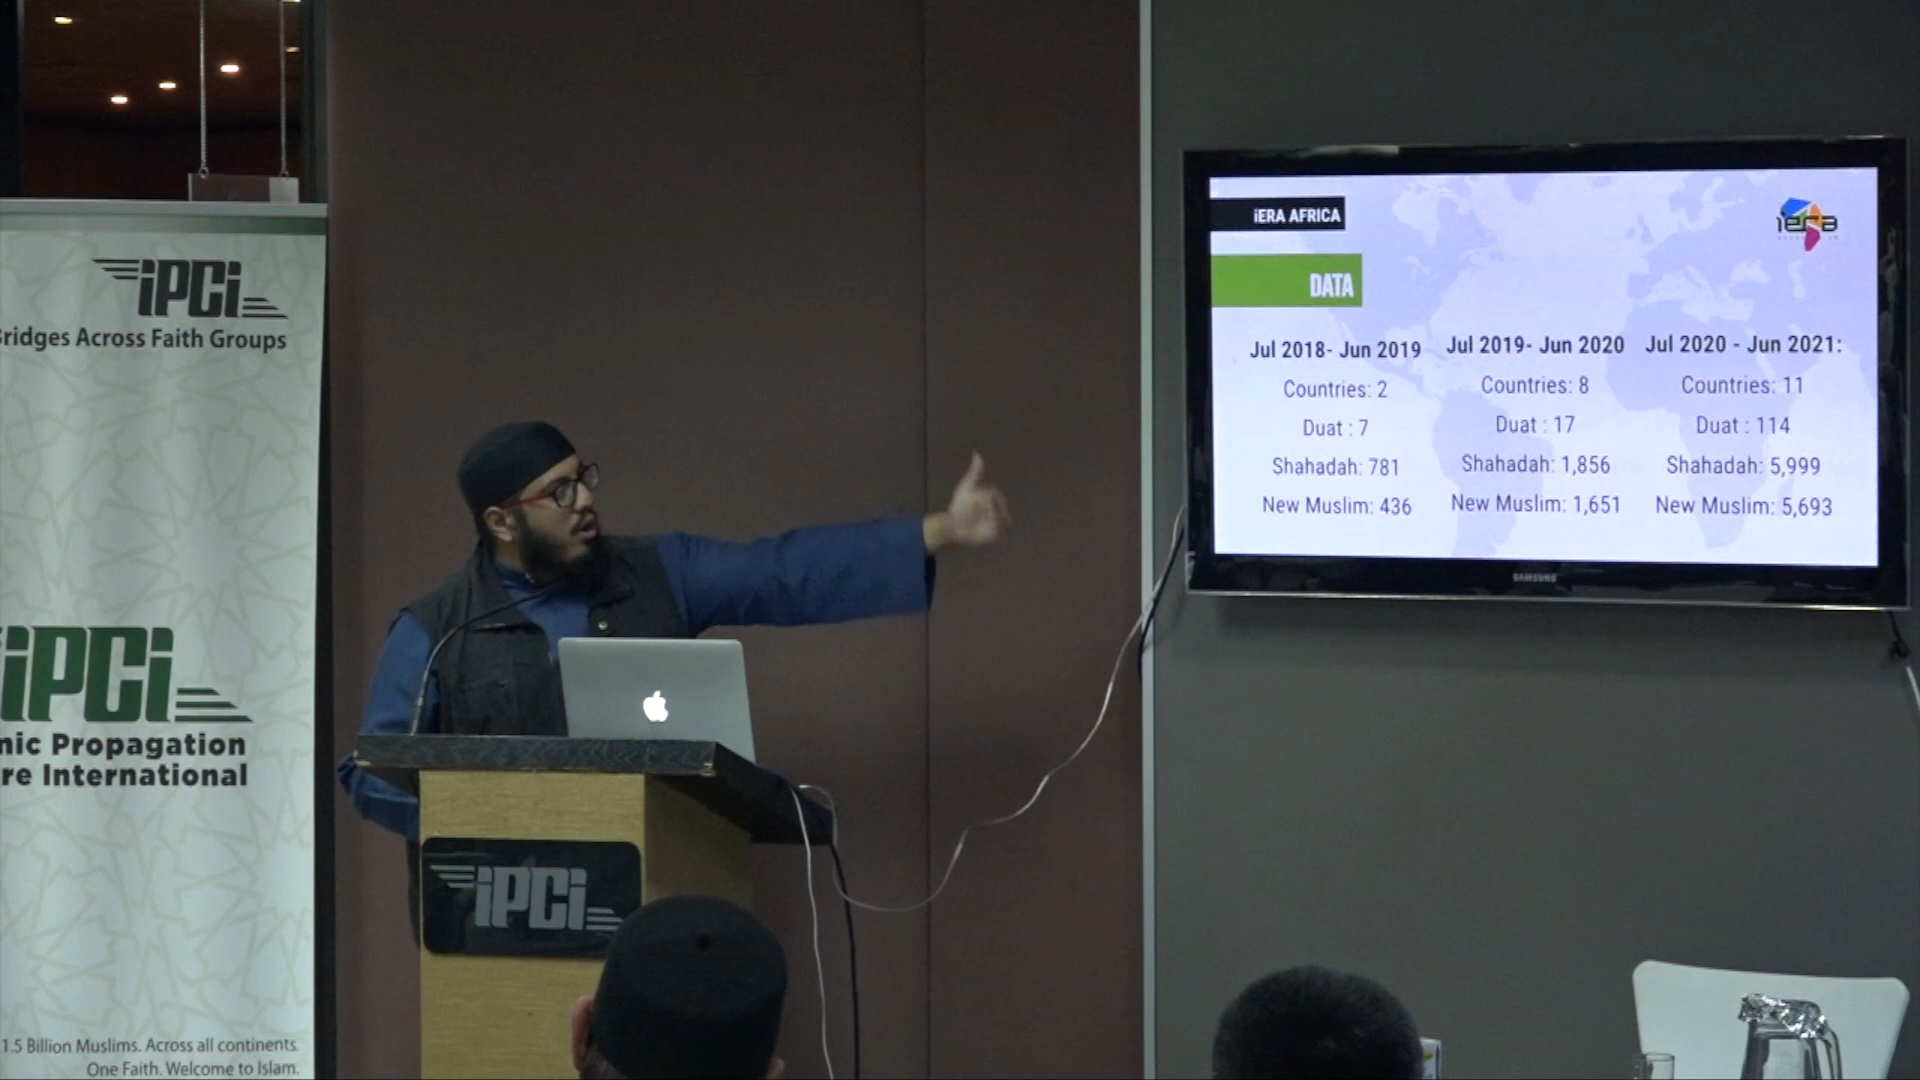 iPCi
Bridges Across Faith Groups
iPCi
mic Propagation
re International
1.5 Billion Muslims. Across all continents.
One Faith. Welcome to Islam.
iPCi
iERA AFRICA
iera
DATA
Jul 2018- Jun 2019
Countries: 2
Duat : 7
Shahadah: 781
New Muslim: 436
Jul 2019- Jun 2020
Countries: 8
Duat : 17
Shahadah: 1,856
New Muslim: 1,651
Jul 2020 - Jun 2021:
Countries: 11
Duat : 114
Shahadah: 5,999
New Muslim: 5,693
SAMSUNG